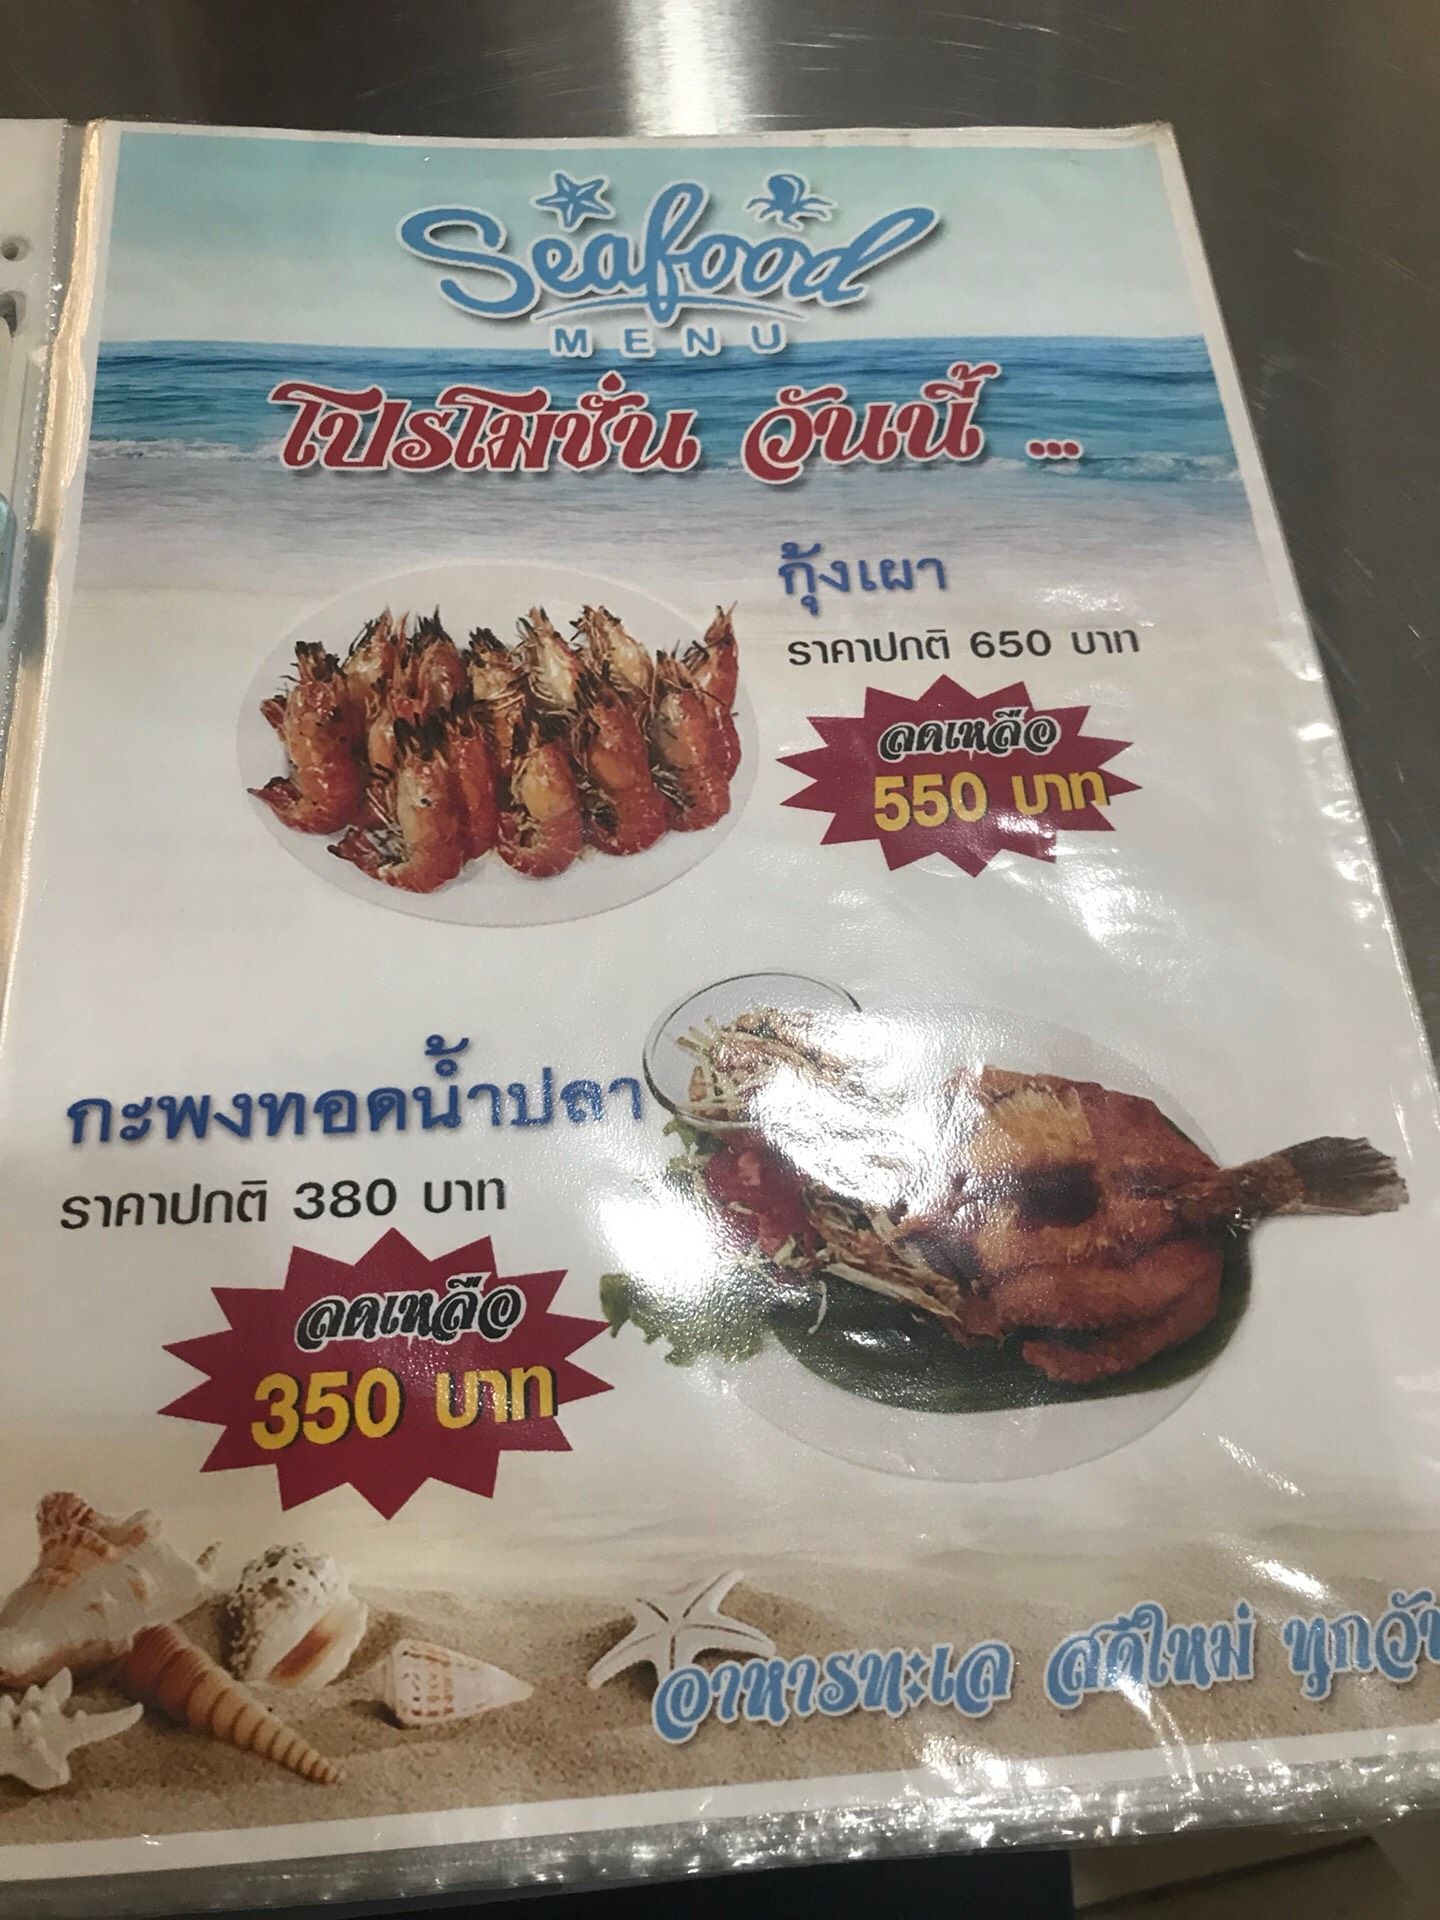 Seafood
MENU
โปรโมชั่น วันนี้ ...
กุ้งเผา
ราคาปกติ 650 บาท
ลดเหลือ
550 บาท
กะพงทอดน้ำปลา
ราคาปกติ 380 บาท
ลดเหลือ
350 บาท
อาหารทะเล สดใหม่ ทุกวัน